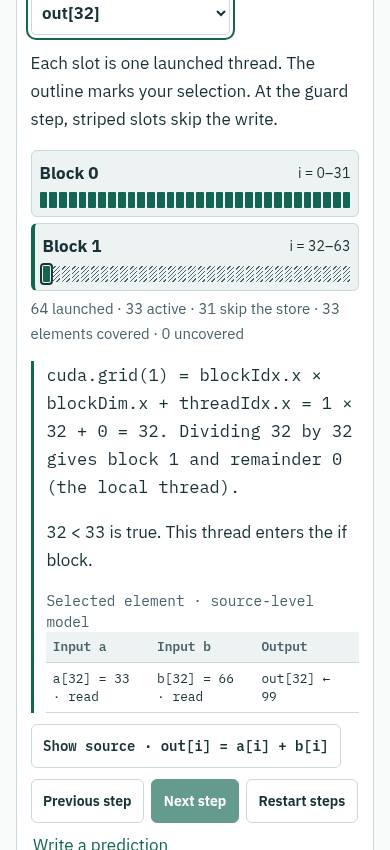 out[32]
Each slot is one launched thread. The
outline marks your selection. At the guard
step, striped slots skip the write.
Block 0 i = 0–31
Block 1 i = 32–63
64 launched · 33 active · 31 skip the store · 33
elements covered · 0 uncovered
cuda.grid(1) = blockIdx.x ×
blockDim.x + threadIdx.x = 1 ×
32 + 0 = 32. Dividing 32 by 32
gives block 1 and remainder 0
(the local thread).
32 < 33 is true. This thread enters the if
block.
Selected element · source-level
model
Input a Input b Output
a[32] = 33 b[32] = 66 out[32] ←
· read · read 99
Show source · out[i] = a[i] + b[i]
Previous step Next step Restart steps
Write a prediction